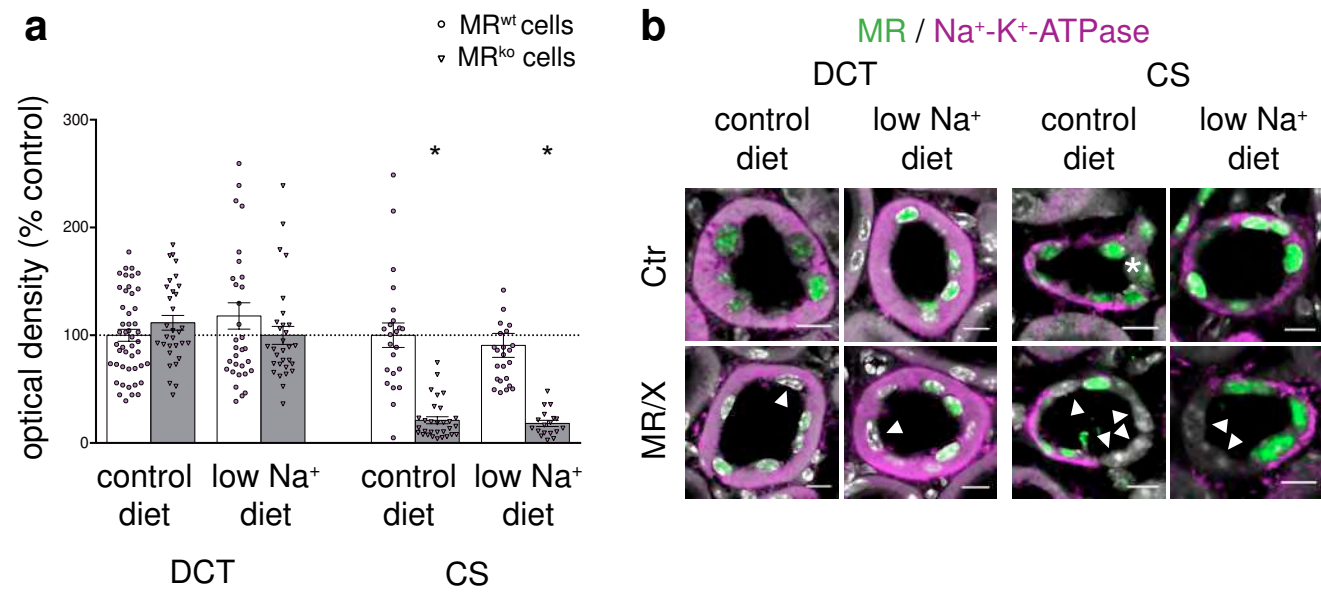 a
MRwt cells
MRko cells
optical density (% control)
300
200
100
0
* *
control diet
low Na+ diet
control diet
low Na+ diet
DCT
CS
b
MR / Na+-K+-ATPase
DCT CS
control diet
low Na+ diet
control diet
low Na+ diet
Ctr
*
MR/X